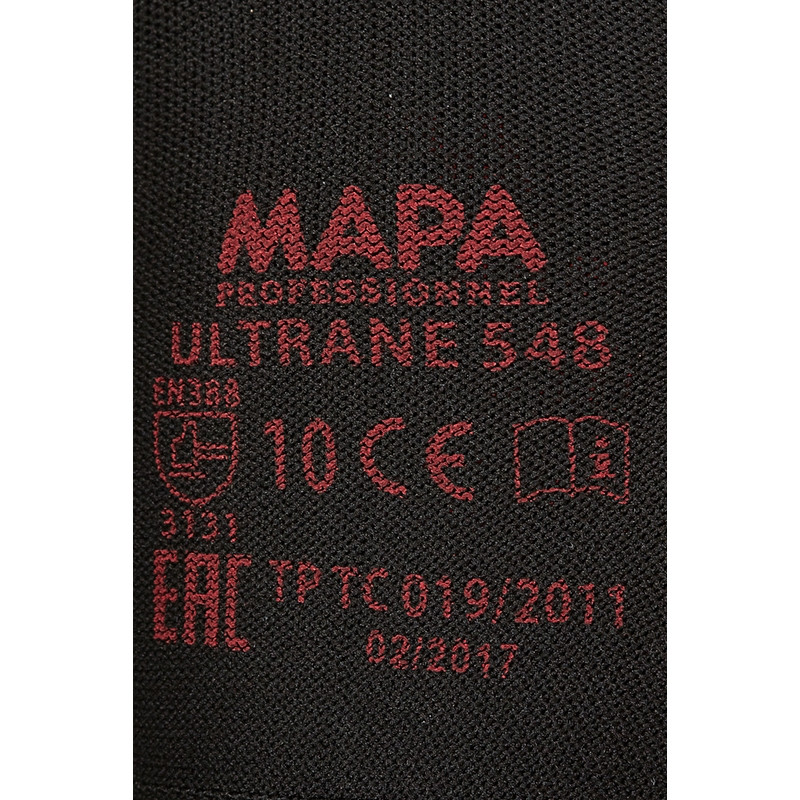 MAPA
PROFESSIONNEL
ULTRANE 548
EN388
10 CE
3131
EAC TP TC 019/2011
02/2017